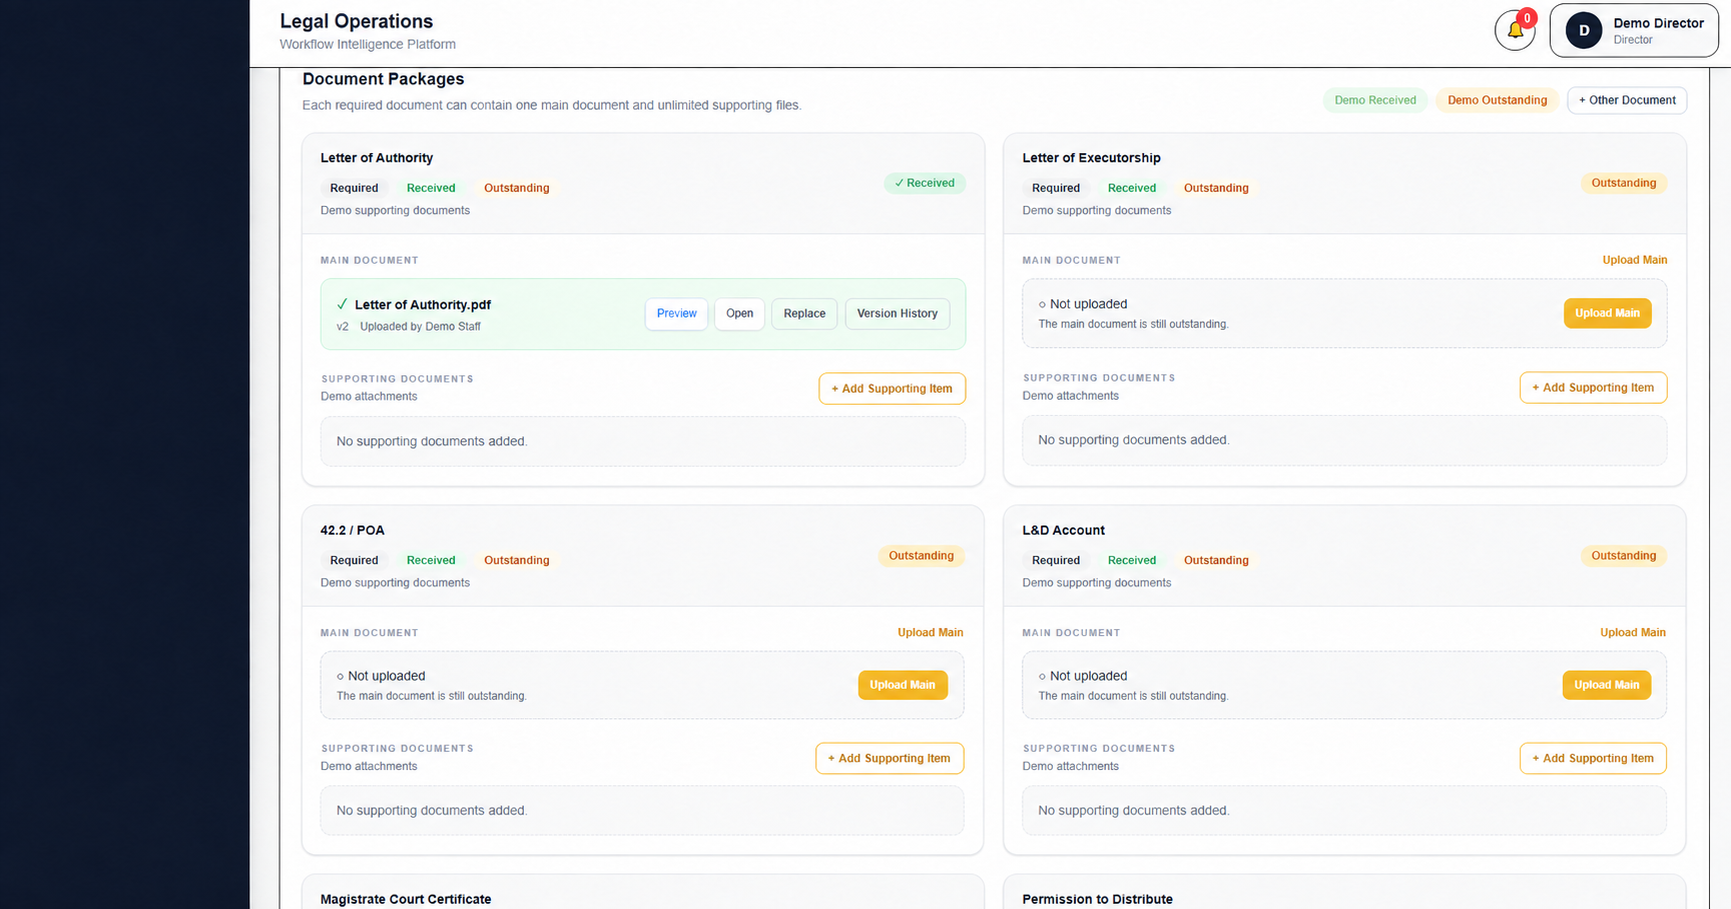 Legal Operations
Workflow Intelligence Platform
0
D
Demo Director
Director
Document Packages
Each required document can contain one main document and unlimited supporting files.
Demo Received
Demo Outstanding
+ Other Document
Letter of Authority
Required Received Outstanding
Demo supporting documents
✓ Received
MAIN DOCUMENT
✓ Letter of Authority.pdf
v2 Uploaded by Demo Staff
Preview
Open
Replace
Version History
SUPPORTING DOCUMENTS
Demo attachments
+ Add Supporting Item
No supporting documents added.
Letter of Executorship
Required Received Outstanding
Demo supporting documents
Outstanding
MAIN DOCUMENT
Upload Main
○ Not uploaded
The main document is still outstanding.
Upload Main
SUPPORTING DOCUMENTS
Demo attachments
+ Add Supporting Item
No supporting documents added.
42.2 / POA
Required Received Outstanding
Demo supporting documents
Outstanding
MAIN DOCUMENT
Upload Main
○ Not uploaded
The main document is still outstanding.
Upload Main
SUPPORTING DOCUMENTS
Demo attachments
+ Add Supporting Item
No supporting documents added.
L&D Account
Required Received Outstanding
Demo supporting documents
Outstanding
MAIN DOCUMENT
Upload Main
○ Not uploaded
The main document is still outstanding.
Upload Main
SUPPORTING DOCUMENTS
Demo attachments
+ Add Supporting Item
No supporting documents added.
Magistrate Court Certificate
Permission to Distribute